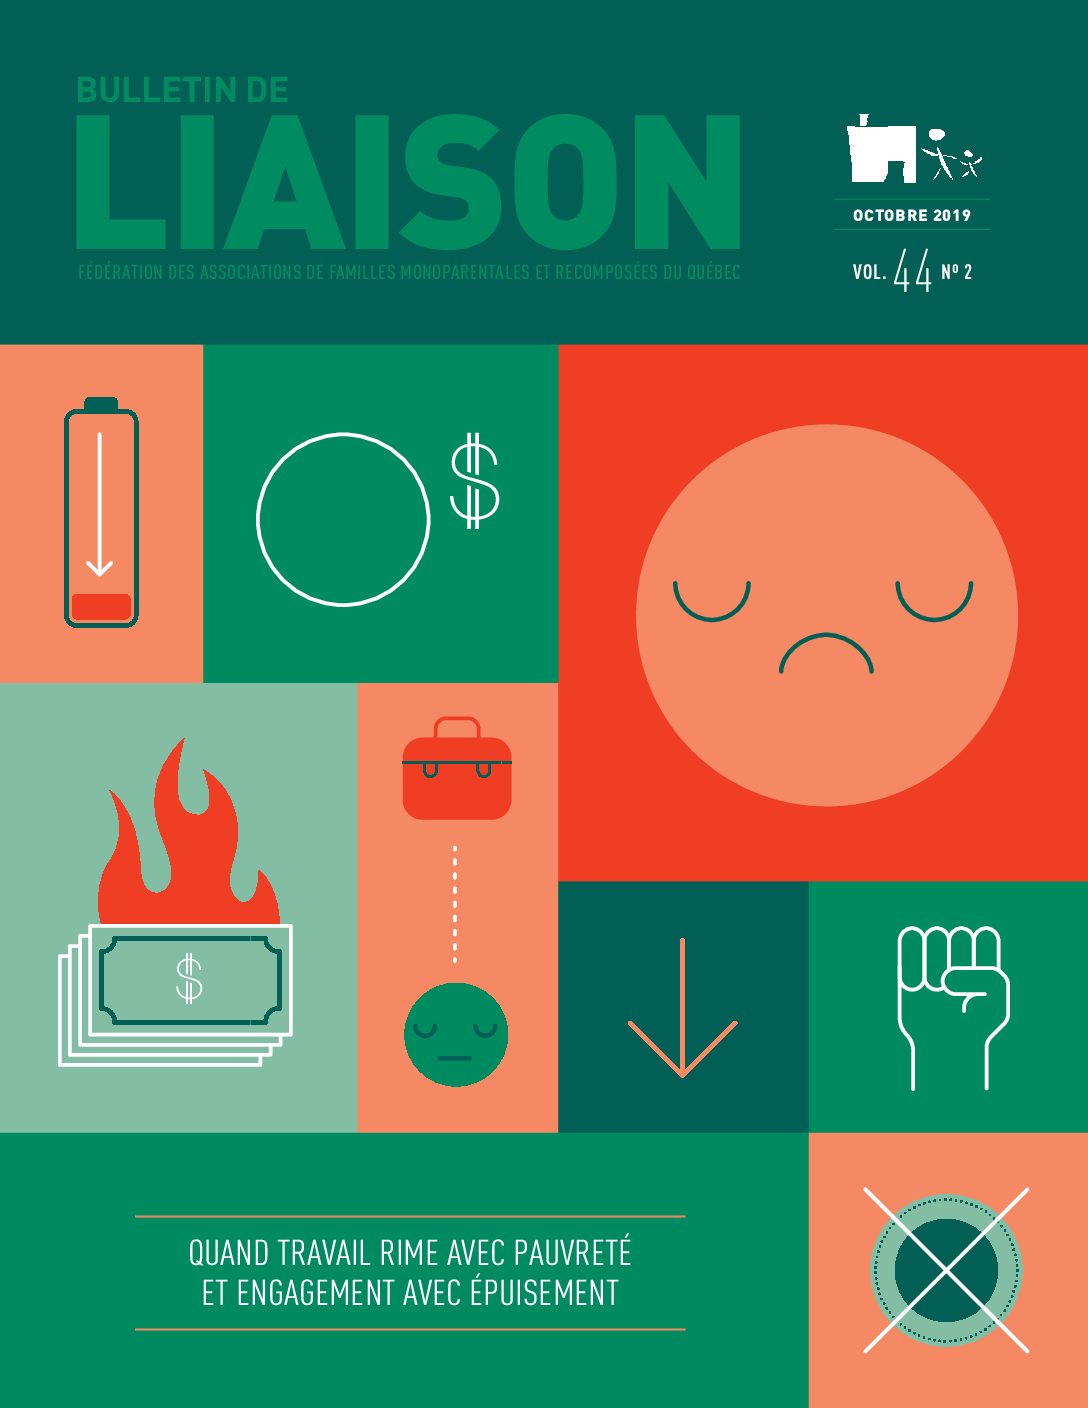 BULLETIN DE
LIAISON
FÉDÉRATION DES ASSOCIATIONS DE FAMILLES MONOPARENTALES ET RECOMPOSÉES DU QUÉBEC
OCTOBRE 2019
VOL. 44 Nº 2
$
$
QUAND TRAVAIL RIME AVEC PAUVRETÉ
ET ENGAGEMENT AVEC ÉPUISEMENT